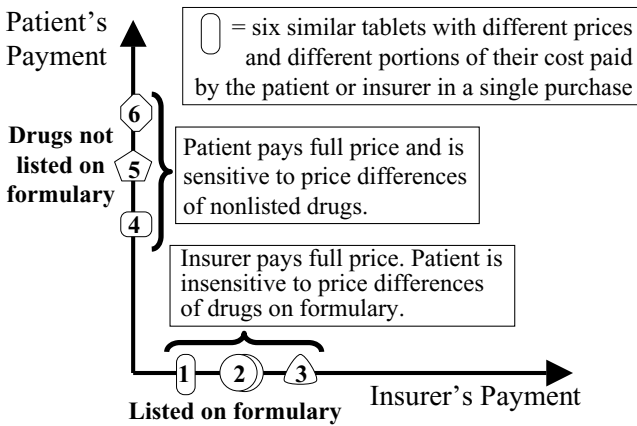 Patient's
Payment
= six similar tablets with different prices
and different portions of their cost paid
by the patient or insurer in a single purchase
6
Drugs not
listed on
formulary
5
4
Patient pays full price and is
sensitive to price differences
of nonlisted drugs.
Insurer pays full price. Patient is
insensitive to price differences
of drugs on formulary.
1
2
3
Insurer's Payment
Listed on formulary